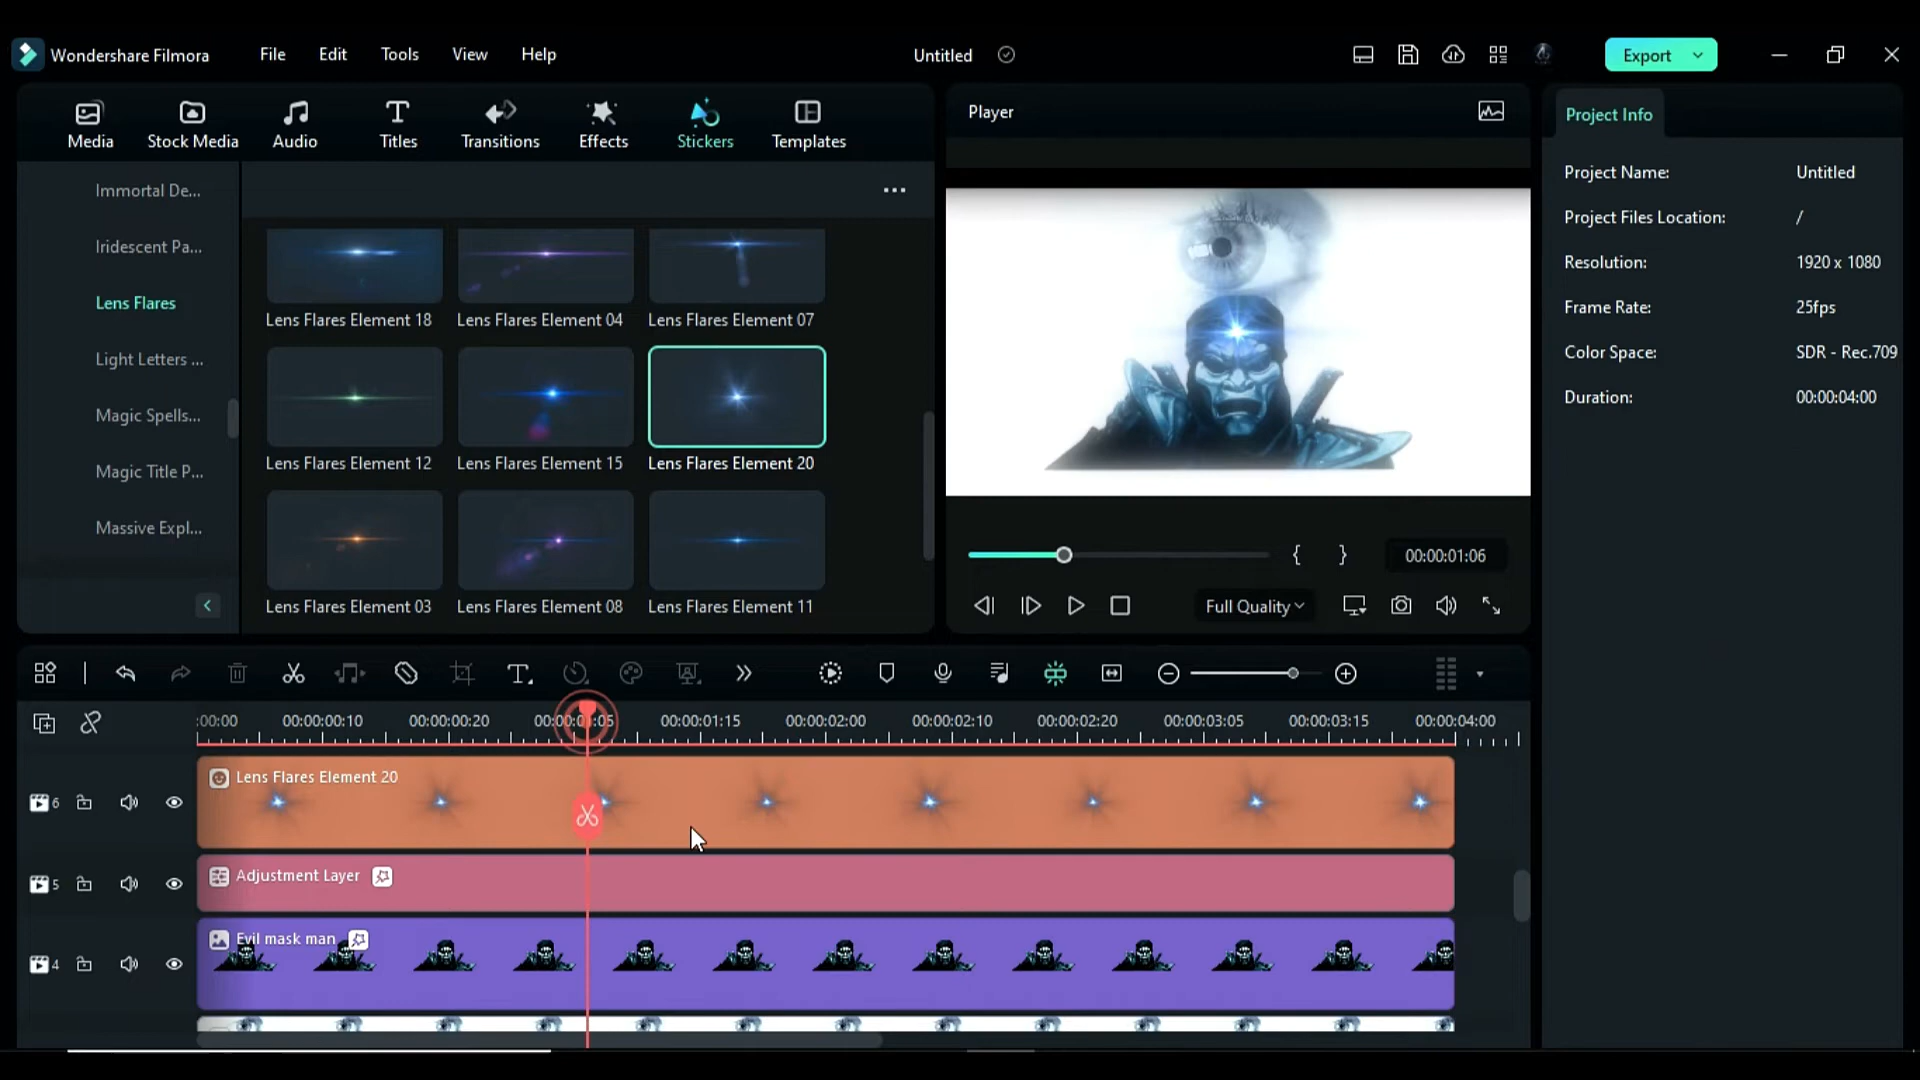 Wondershare Filmora
File
Edit
Tools
View
Help
Untitled
Export
Media
Stock Media
Audio
Titles
Transitions
Effects
Stickers
Templates
Player
Project Info
Immortal De...
Iridescent Pa...
Lens Flares
Light Letters ...
Magic Spells...
Magic Title P...
Massive Expl...
Lens Flares Element 18
Lens Flares Element 04
Lens Flares Element 07
Lens Flares Element 12
Lens Flares Element 15
Lens Flares Element 20
Lens Flares Element 03
Lens Flares Element 08
Lens Flares Element 11
Project Name: Untitled
Project Files Location: /
Resolution: 1920 x 1080
Frame Rate: 25fps
Color Space: SDR - Rec.709
Duration: 00:00:04:00
{ } 00:00:01:06
Full Quality
:00:00 00:00:00:10 00:00:00:20 00:00:01:05 00:00:01:15 00:00:02:00 00:00:02:10 00:00:02:20 00:00:03:05 00:00:03:15 00:00:04:00
Lens Flares Element 20
6
Adjustment Layer
5
Evil mask man
4